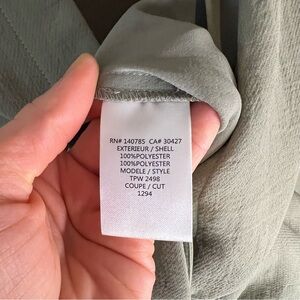 RN# 140785 CA# 30427
EXTERIEUR / SHELL
100%POLYESTER
100%POLYESTER
MODELE / STYLE
TPW 2498
COUPE / CUT
1294